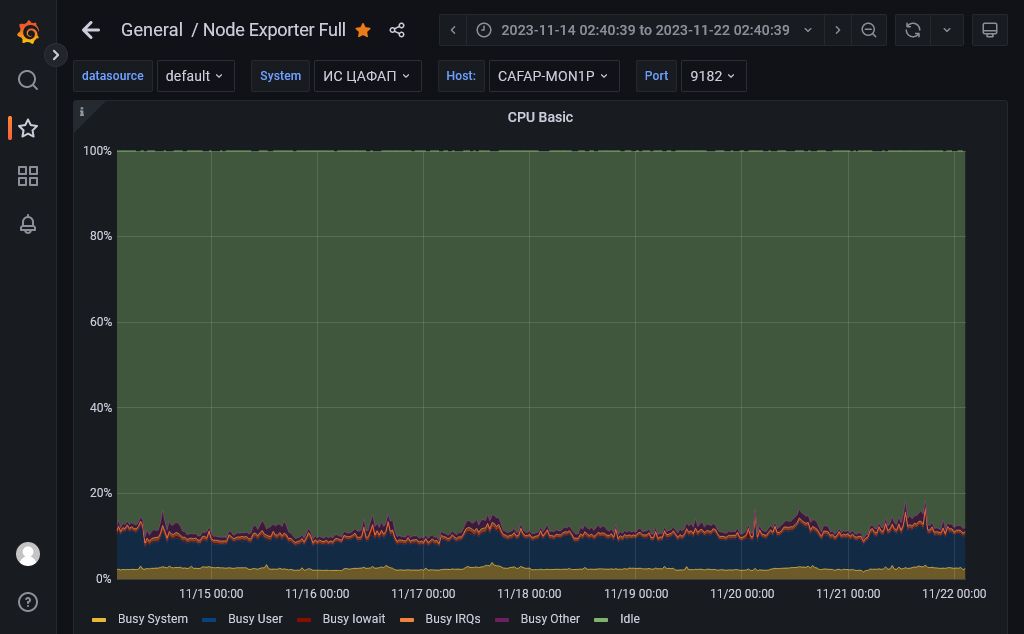 General / Node Exporter Full
2023-11-14 02:40:39 to 2023-11-22 02:40:39
datasource default System ИС ЦАФАП Host: CAFAP-MON1P Port 9182
i
CPU Basic
100%
80%
60%
40%
20%
0%
11/15 00:00 11/16 00:00 11/17 00:00 11/18 00:00 11/19 00:00 11/20 00:00 11/21 00:00 11/22 00:00
Busy System Busy User Busy Iowait Busy IRQs Busy Other Idle